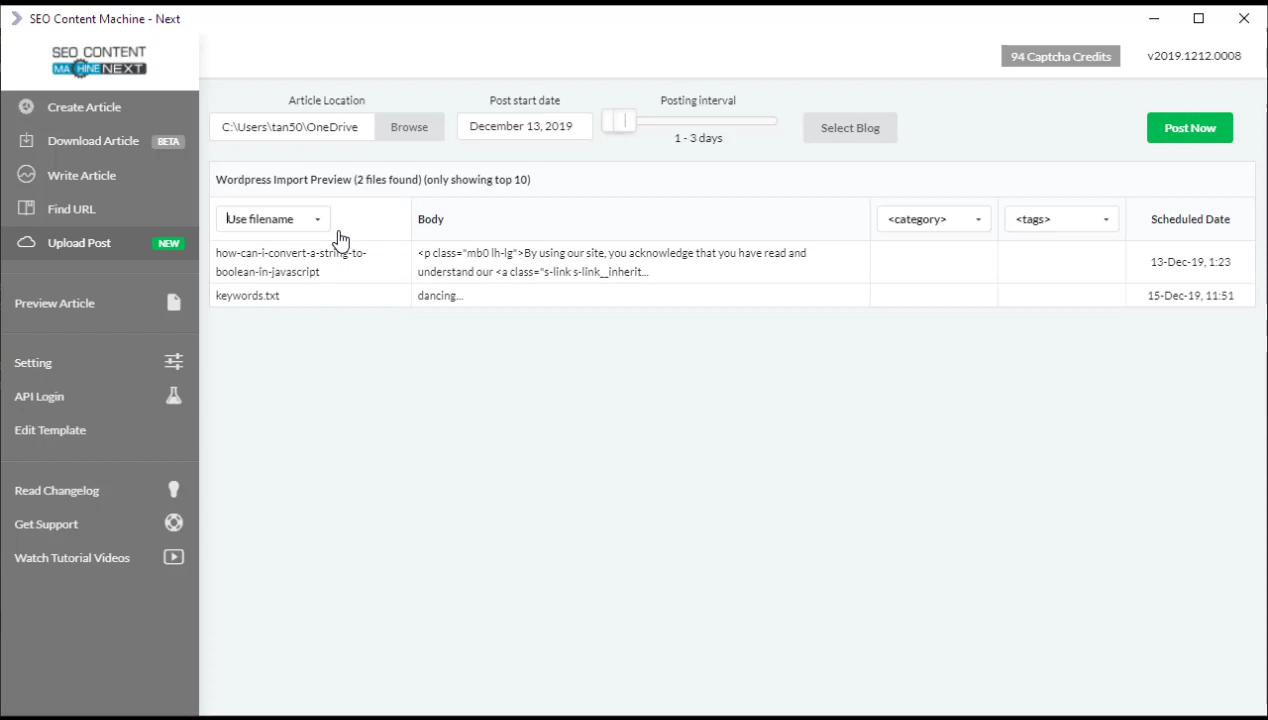 SEO Content Machine - Next
SEO CONTENT
MACHINE NEXT
94 Captcha Credits
v2019.1212.0008
Create Article
Download Article BETA
Write Article
Find URL
Upload Post NEW
Preview Article
Setting
API Login
Edit Template
Read Changelog
Get Support
Watch Tutorial Videos
Article Location
Post start date
Posting interval
C:\Users\tan50\OneDrive
Browse
December 13, 2019
1 - 3 days
Select Blog
Post Now
Wordpress Import Preview (2 files found) (only showing top 10)
Use filename
Body
<category>
<tags>
Scheduled Date
how-can-i-convert-a-string-to-
boolean-in-javascript
<p class="mb0 lh-lg">By using our site, you acknowledge that you have read and
understand our <a class="s-link s-link__inherit...
13-Dec-19, 1:23
keywords.txt
dancing...
15-Dec-19, 11:51